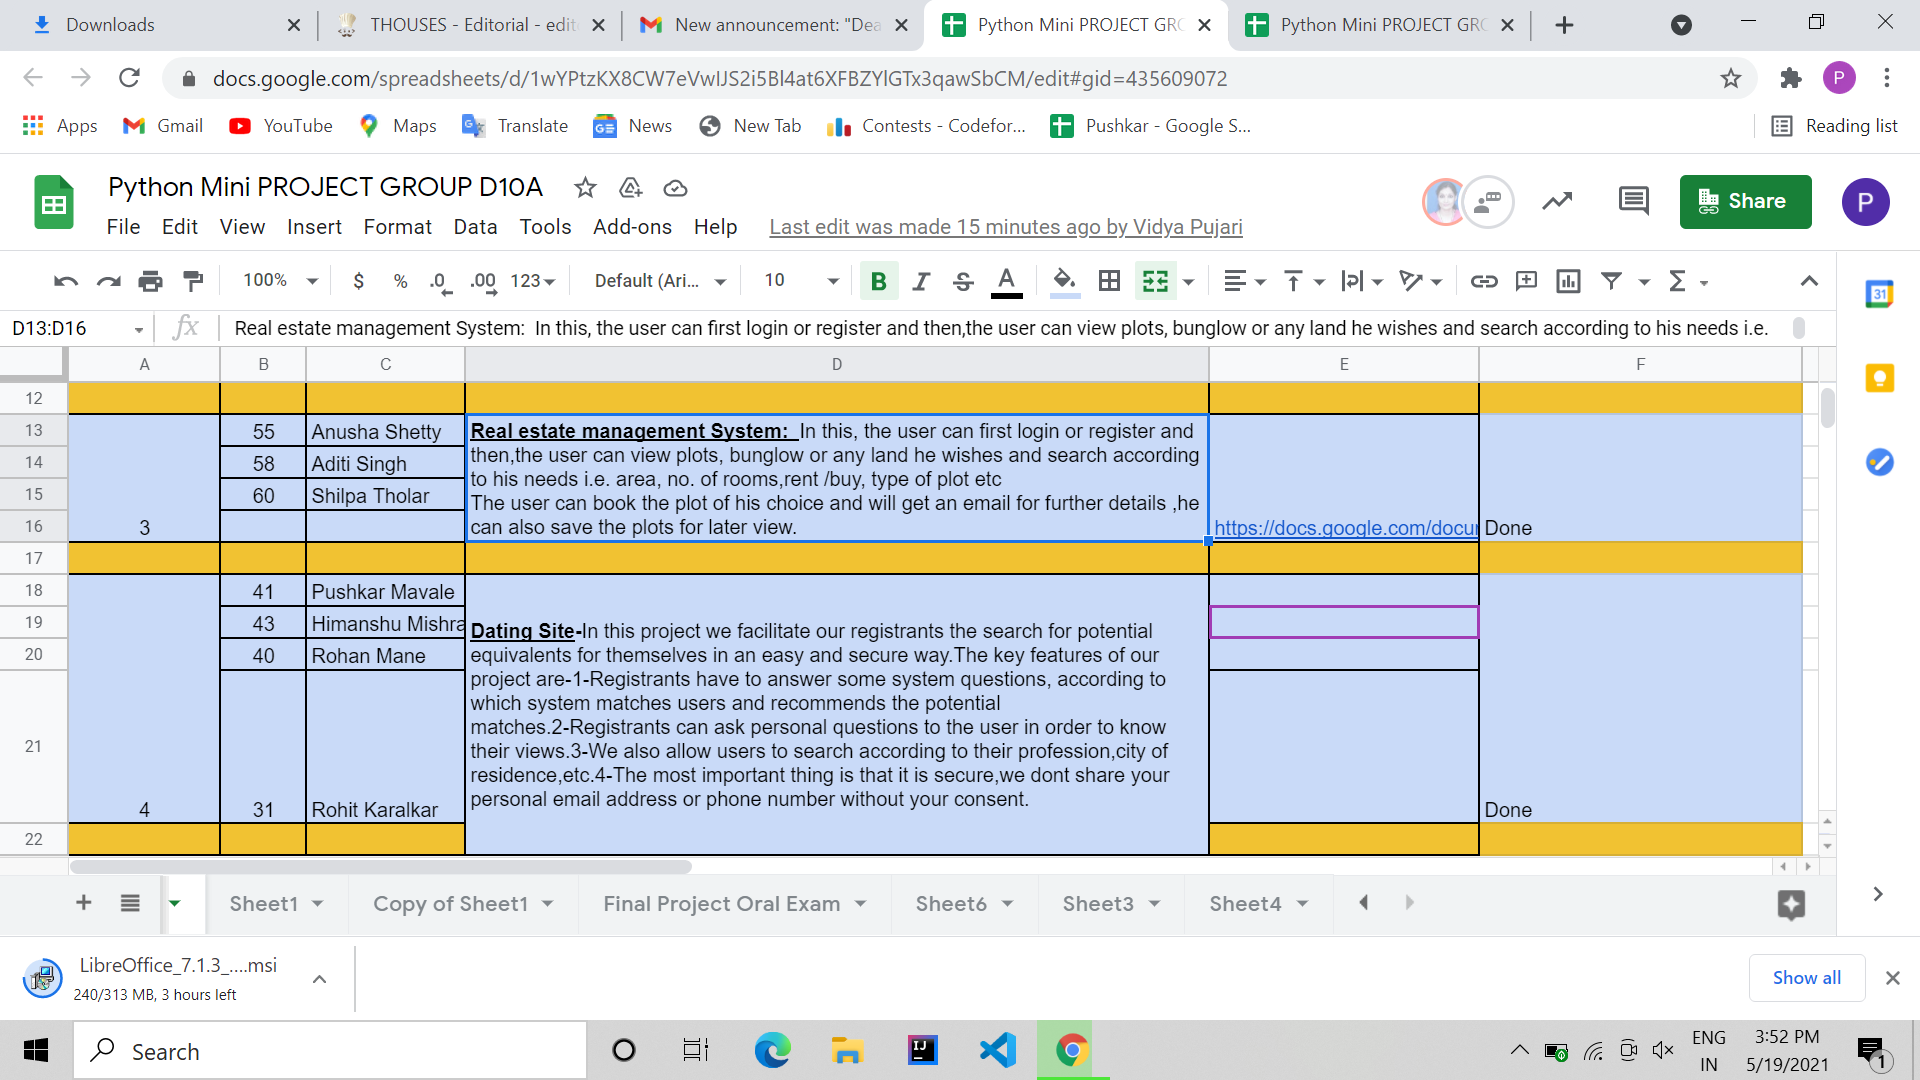 Downloads
THOUSES - Editorial - edit
New announcement: "Dea
Python Mini PROJECT GR
Python Mini PROJECT GR
docs.google.com/spreadsheets/d/1wYPtzKX8CW7eVwIJS2i5Bl4at6XFBZYlGTx3qawSbCM/edit#gid=435609072
P
Apps
Gmail
YouTube
Maps
Translate
News
New Tab
Contests - Codefor...
Pushkar - Google S...
Reading list
Python Mini PROJECT GROUP D10A
Share
P
File Edit View Insert Format Data Tools Add-ons Help
Last edit was made 15 minutes ago by Vidya Pujari
100% $ % .0 .00 123 Default (Ari... 10 B I S A
31
D13:D16
fx
Real estate management System:  In this, the user can first login or register and then,the user can view plots, bunglow or any land he wishes and search according to his needs i.e.
A B C D E F
12
13 55 Anusha Shetty
14 58 Aditi Singh
15 60 Shilpa Tholar
16 3
Real estate management System:  In this, the user can first login or register and
then,the user can view plots, bunglow or any land he wishes and search according
to his needs i.e. area, no. of rooms,rent /buy, type of plot etc
The user can book the plot of his choice and will get an email for further details ,he
can also save the plots for later view.
https://docs.google.com/docu
Done
17
18 41 Pushkar Mavale
19 43 Himanshu Mishra
20 40 Rohan Mane
21 4 31 Rohit Karalkar
Dating Site-In this project we facilitate our registrants the search for potential
equivalents for themselves in an easy and secure way.The key features of our
project are-1-Registrants have to answer some system questions, according to
which system matches users and recommends the potential
matches.2-Registrants can ask personal questions to the user in order to know
their views.3-We also allow users to search according to their profession,city of
residence,etc.4-The most important thing is that it is secure,we dont share your
personal email address or phone number without your consent.
Done
22
Sheet1
Copy of Sheet1
Final Project Oral Exam
Sheet6
Sheet3
Sheet4
LibreOffice_7.1.3_....msi
240/313 MB, 3 hours left
Show all
Search
IJ
ENG
IN
3:52 PM
5/19/2021
1